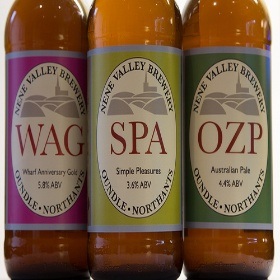 NENE VALLEY BREWERY
WAG
Wharf Anniversary Gold
5.8% ABV
OUNDLE • NORTHANTS
NENE VALLEY BREWERY
SPA
Simple Pleasures
3.6% ABV
OUNDLE • NORTHANTS
NENE VALLEY BREWERY
OZP
Australian Pale
4.4% ABV
OUNDLE • NORTHANTS